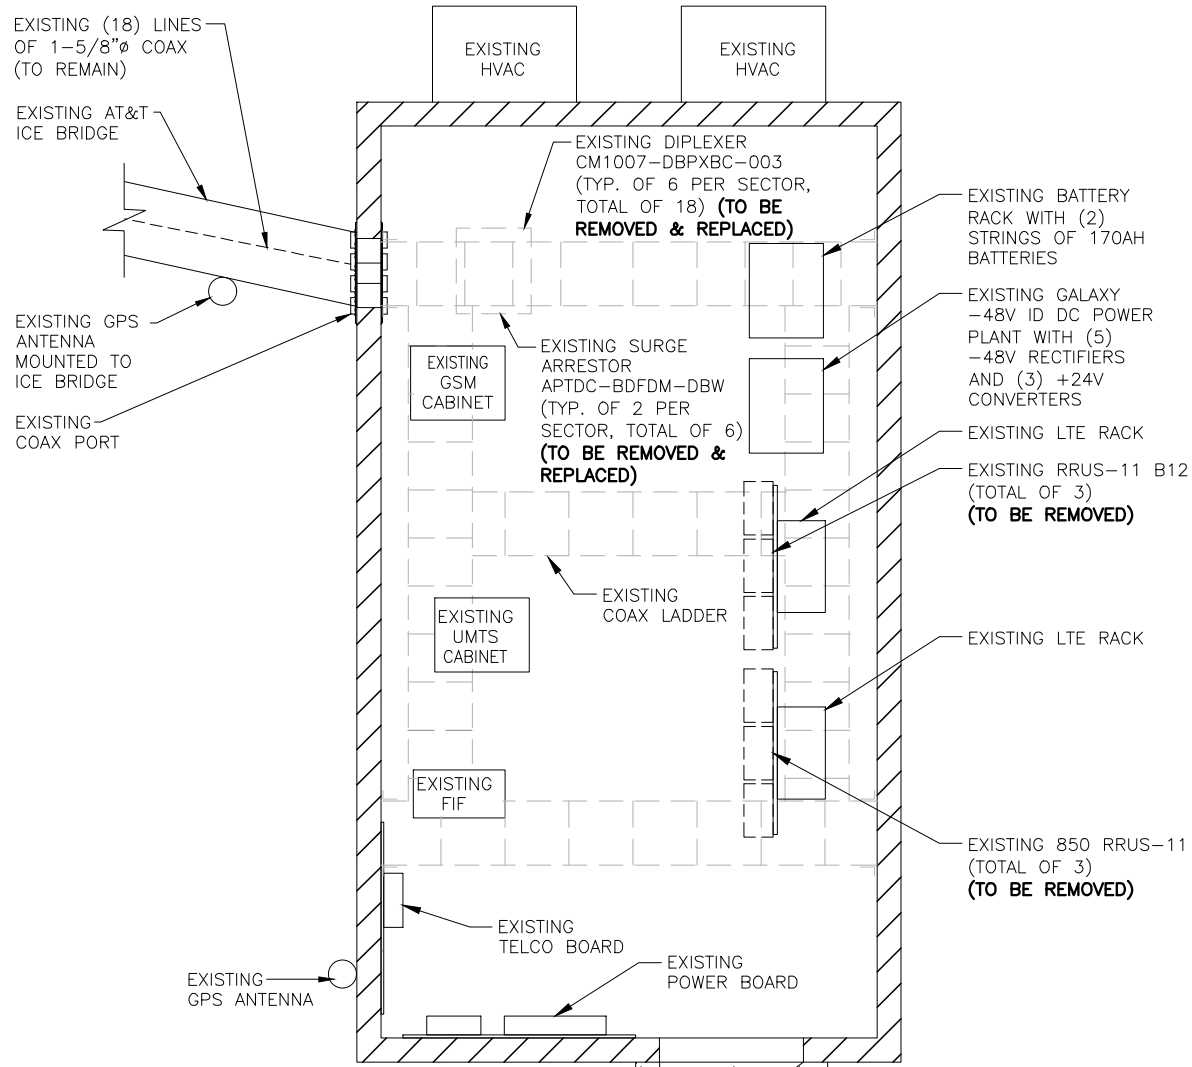 EXISTING (18) LINES
OF 1-5/8"ø COAX
(TO REMAIN)
EXISTING AT&T
ICE BRIDGE
EXISTING GPS
ANTENNA
MOUNTED TO
ICE BRIDGE
EXISTING
COAX PORT
EXISTING
HVAC
EXISTING
HVAC
EXISTING DIPLEXER
CM1007-DBPXBC-003
(TYP. OF 6 PER SECTOR,
TOTAL OF 18) (TO BE
REMOVED & REPLACED)
EXISTING SURGE
ARRESTOR
APTDC-BDFDM-DBW
(TYP. OF 2 PER
SECTOR, TOTAL OF 6)
(TO BE REMOVED &
REPLACED)
EXISTING
GSM
CABINET
EXISTING
COAX LADDER
EXISTING
UMTS
CABINET
EXISTING
FIF
EXISTING
TELCO BOARD
EXISTING
POWER BOARD
EXISTING
GPS ANTENNA
EXISTING BATTERY
RACK WITH (2)
STRINGS OF 170AH
BATTERIES
EXISTING GALAXY
-48V ID DC POWER
PLANT WITH (5)
-48V RECTIFIERS
AND (3) +24V
CONVERTERS
EXISTING LTE RACK
EXISTING RRUS-11 B12
(TOTAL OF 3)
(TO BE REMOVED)
EXISTING LTE RACK
EXISTING 850 RRUS-11
(TOTAL OF 3)
(TO BE REMOVED)